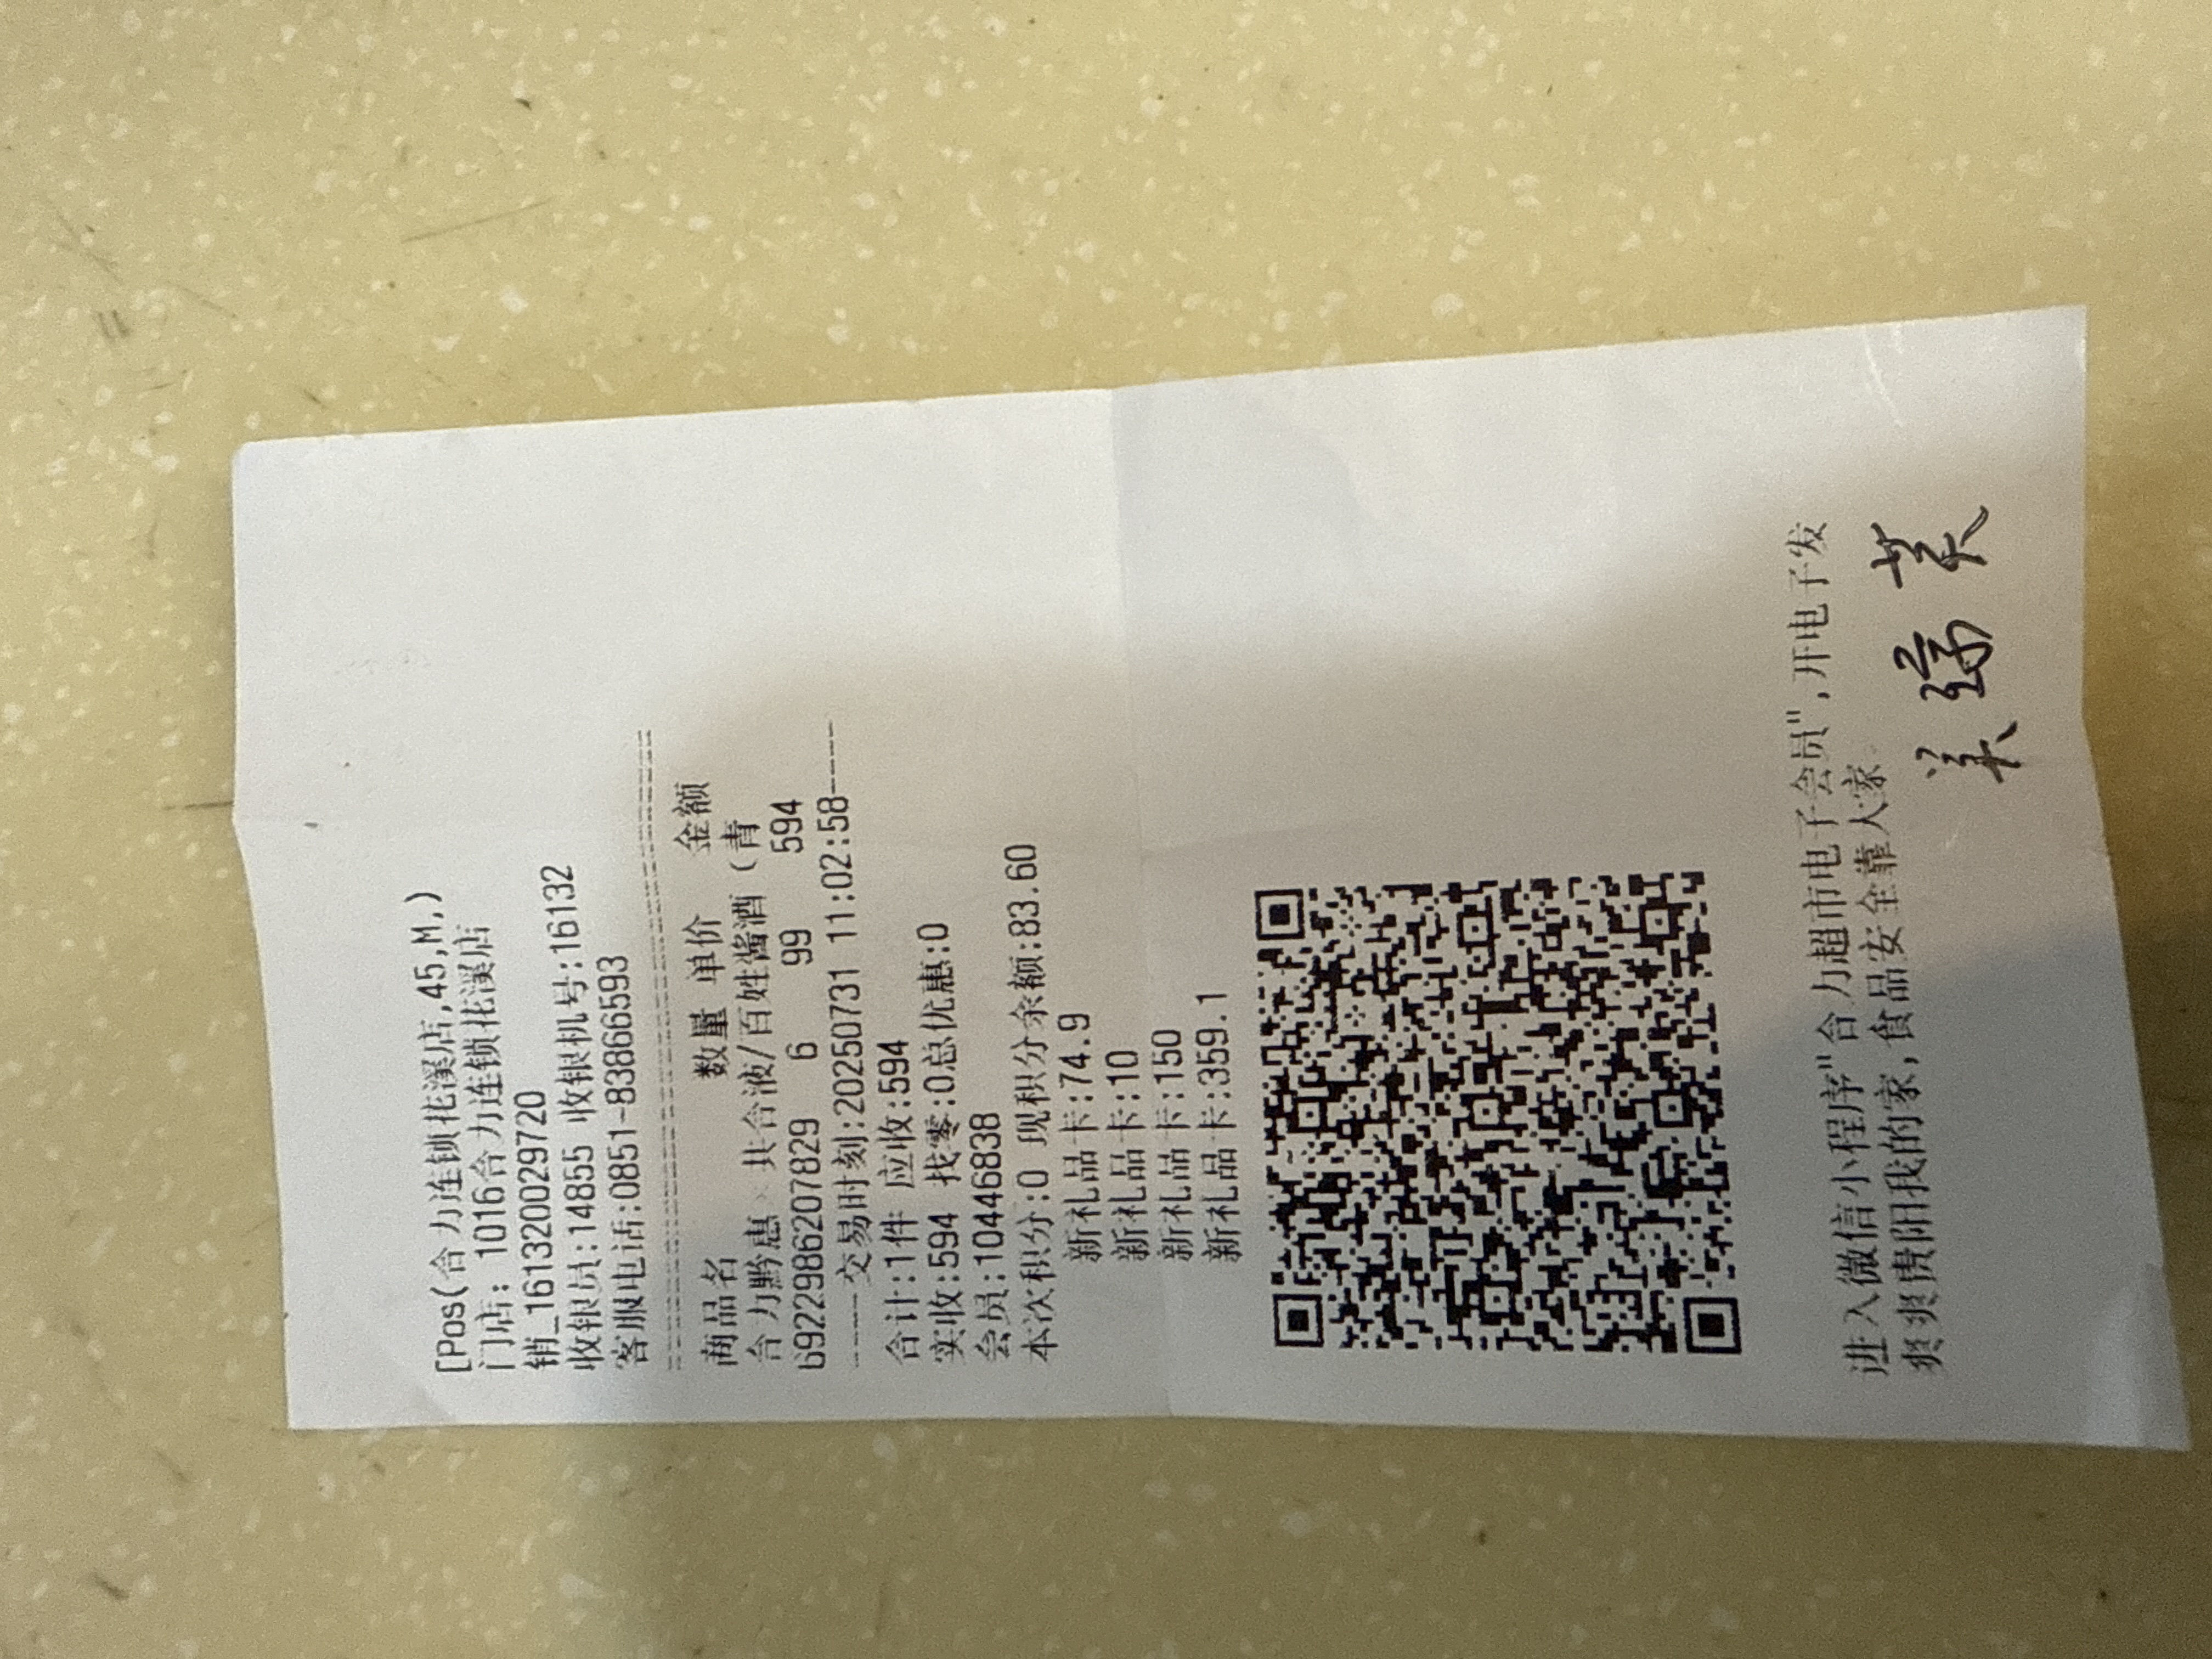 [Pos(合力连锁花溪店,45,M,)
门店: 1016合力连锁花溪店
销_1613200029720
收银员:14855 收银机号:16132
客服电话:0851-83866593
商品名 数量 单价 金额
合力黔惠 共合液/百姓酱酒（青
6922986207829 6 99 594
-----交易时刻:20250731 11:02:58-----
合计:1件 应收:594
实收:594 找零:0总优惠:0
会员:10446838
本次积分:0 现积分余额:83.60
新礼品卡:74.9
新礼品卡:10
新礼品卡:150
新礼品卡:359.1
进入微信小程序"合力超市电子会员",开电子发
爽爽贵阳我的家,食品安全靠大家。